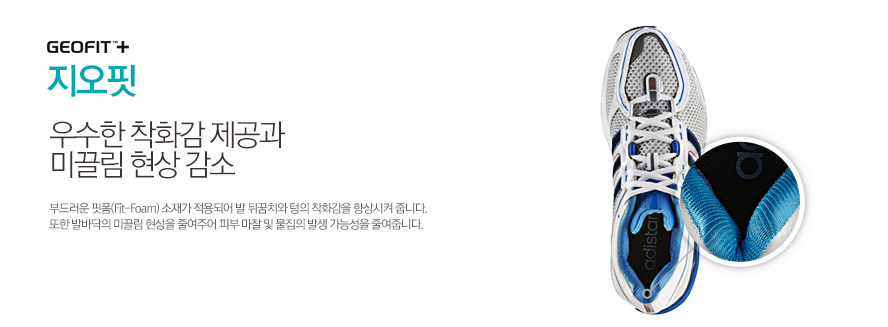 GEOFIT™+
지오핏
우수한 착화감 제공과
미끌림 현상 감소
부드러운 핏폼(Fit-Foam) 소재가 적용되어 발 뒤꿈치와 텅의 착화감을 향상시켜 줍니다.
또한 발바닥의 미끌림 현상을 줄여주어 피부 마찰 및 물집의 발생 가능성을 줄여줍니다.
adistar
ad